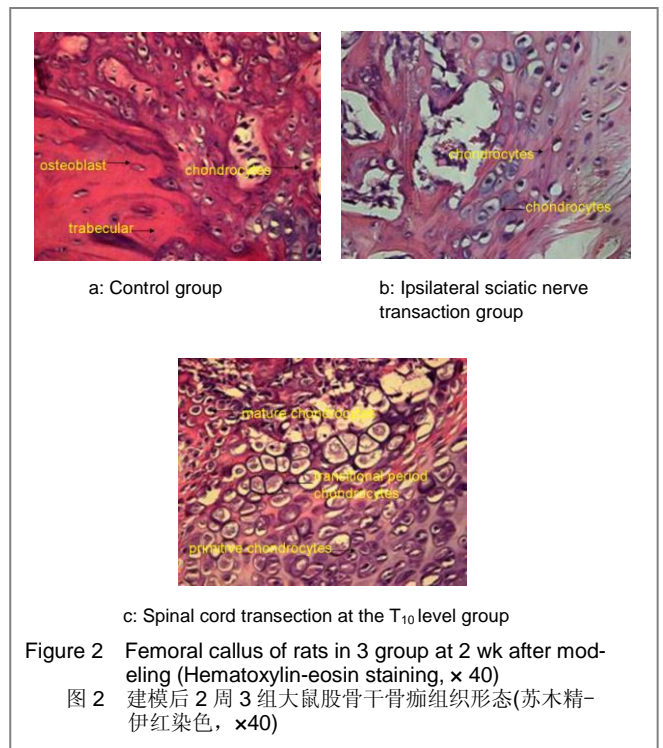 osteoblast
chondrocytes
trabecular
a: Control group
chondrocytes
chondrocytes
b: Ipsilateral sciatic nerve
transaction group
mature chondrocytes
transitional period
chondrocytes
primitive chondrocytes
c: Spinal cord transection at the T10 level group
Figure 2 Femoral callus of rats in 3 group at 2 wk after mod-
eling (Hematoxylin-eosin staining, × 40)
图 2 建模后 2 周 3 组大鼠股骨干骨痂组织形态(苏木精-
伊红染色，×40)